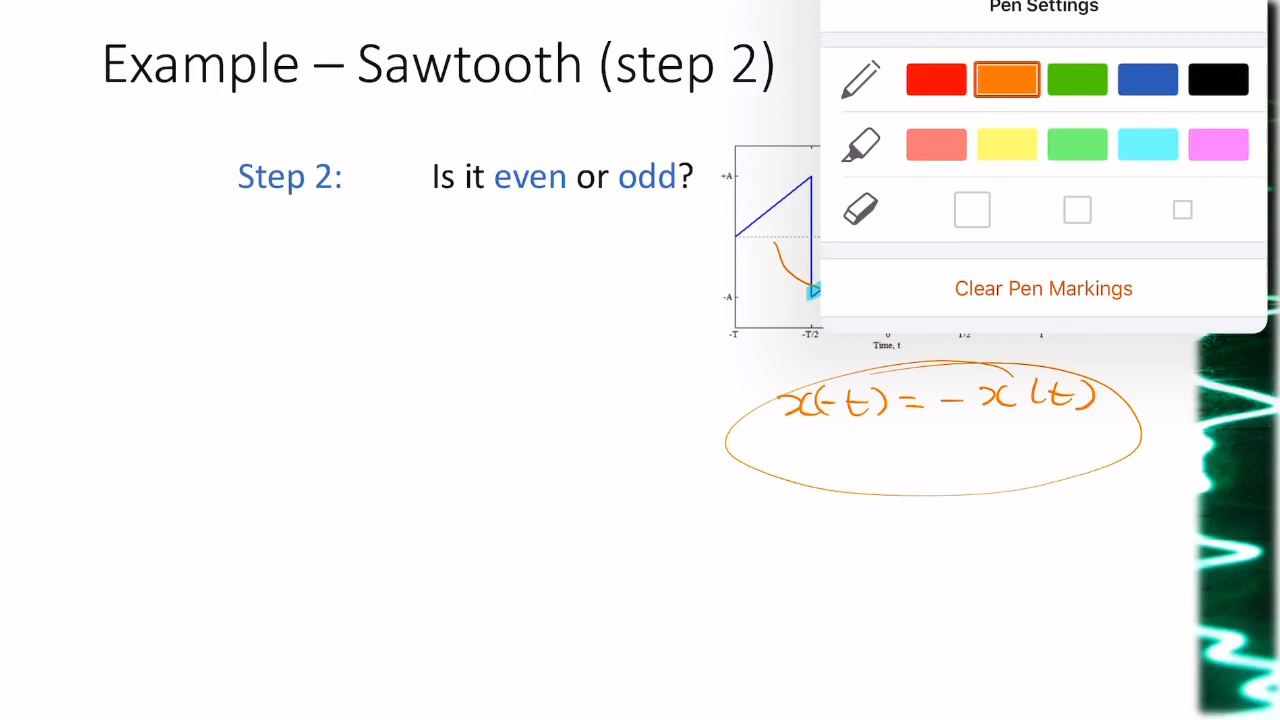 Pen Settings
Example – Sawtooth (step 2)
Step 2: Is it even or odd?
+A
-A
-T -T/2 0 T/2 T
Time, t
Clear Pen Markings
x(-t) = - x(t)